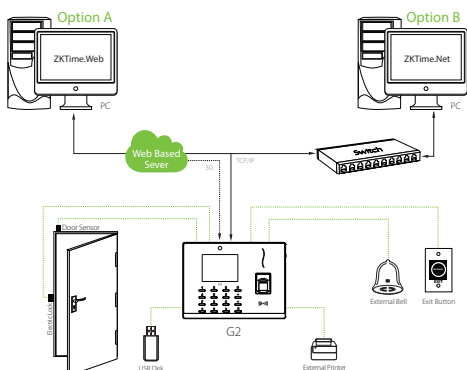 Option A
Option B
ZKTime.Web
ZKTime.Net
PC
PC
Web Based
Sever
3G
TCP/IP
Switch
Door Sensor
Electric Lock
G2
External Bell
EXIT
Exit Button
USB Disk
External Printer